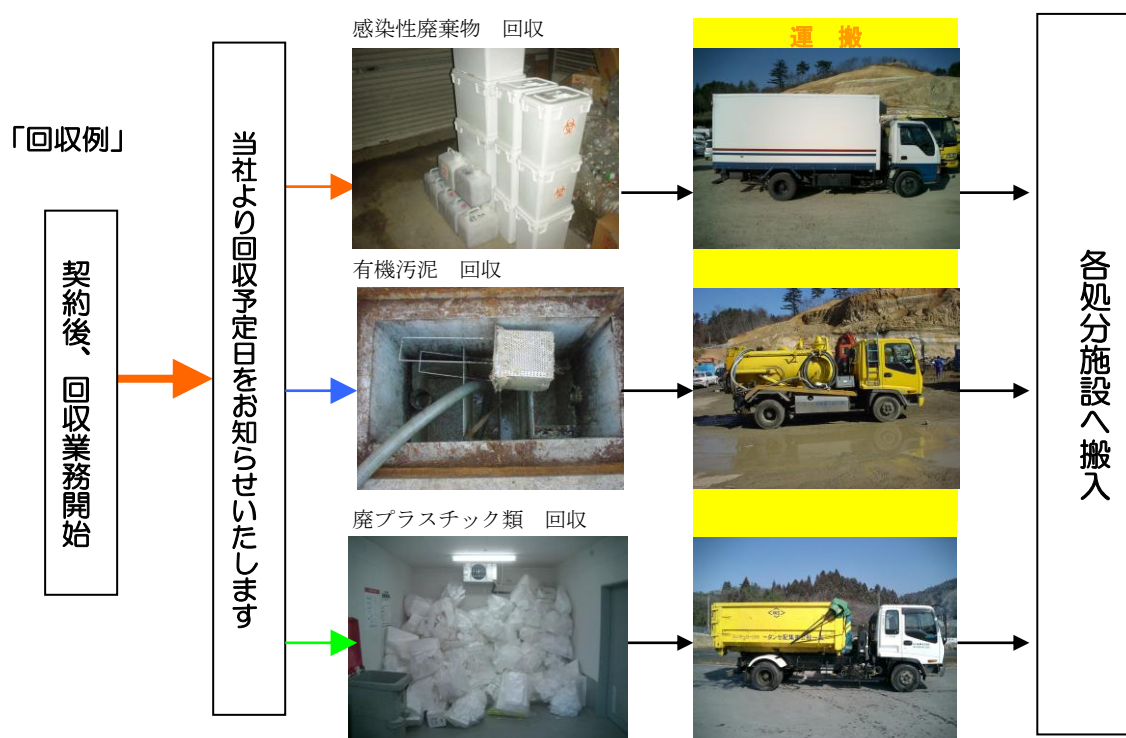 「回収例」
契約後、回収業務開始
当社より回収予定日をお知らせいたします
感染性廃棄物　回収
有機汚泥　回収
廃プラスチック類　回収
運　搬
各処分施設へ搬入